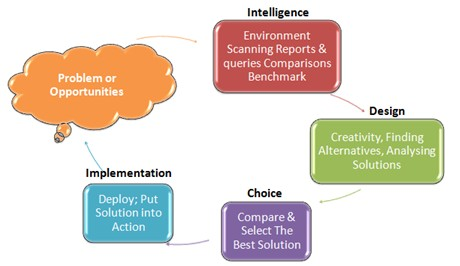 Intelligence
Environment
Scanning Reports &
queries Comparisons
Benchmark
Problem or
Opportunities
Design
Creativity, Finding
Alternatives, Analysing
Solutions
Choice
Compare &
Select The
Best Solution
Implementation
Deploy; Put
Solution into
Action